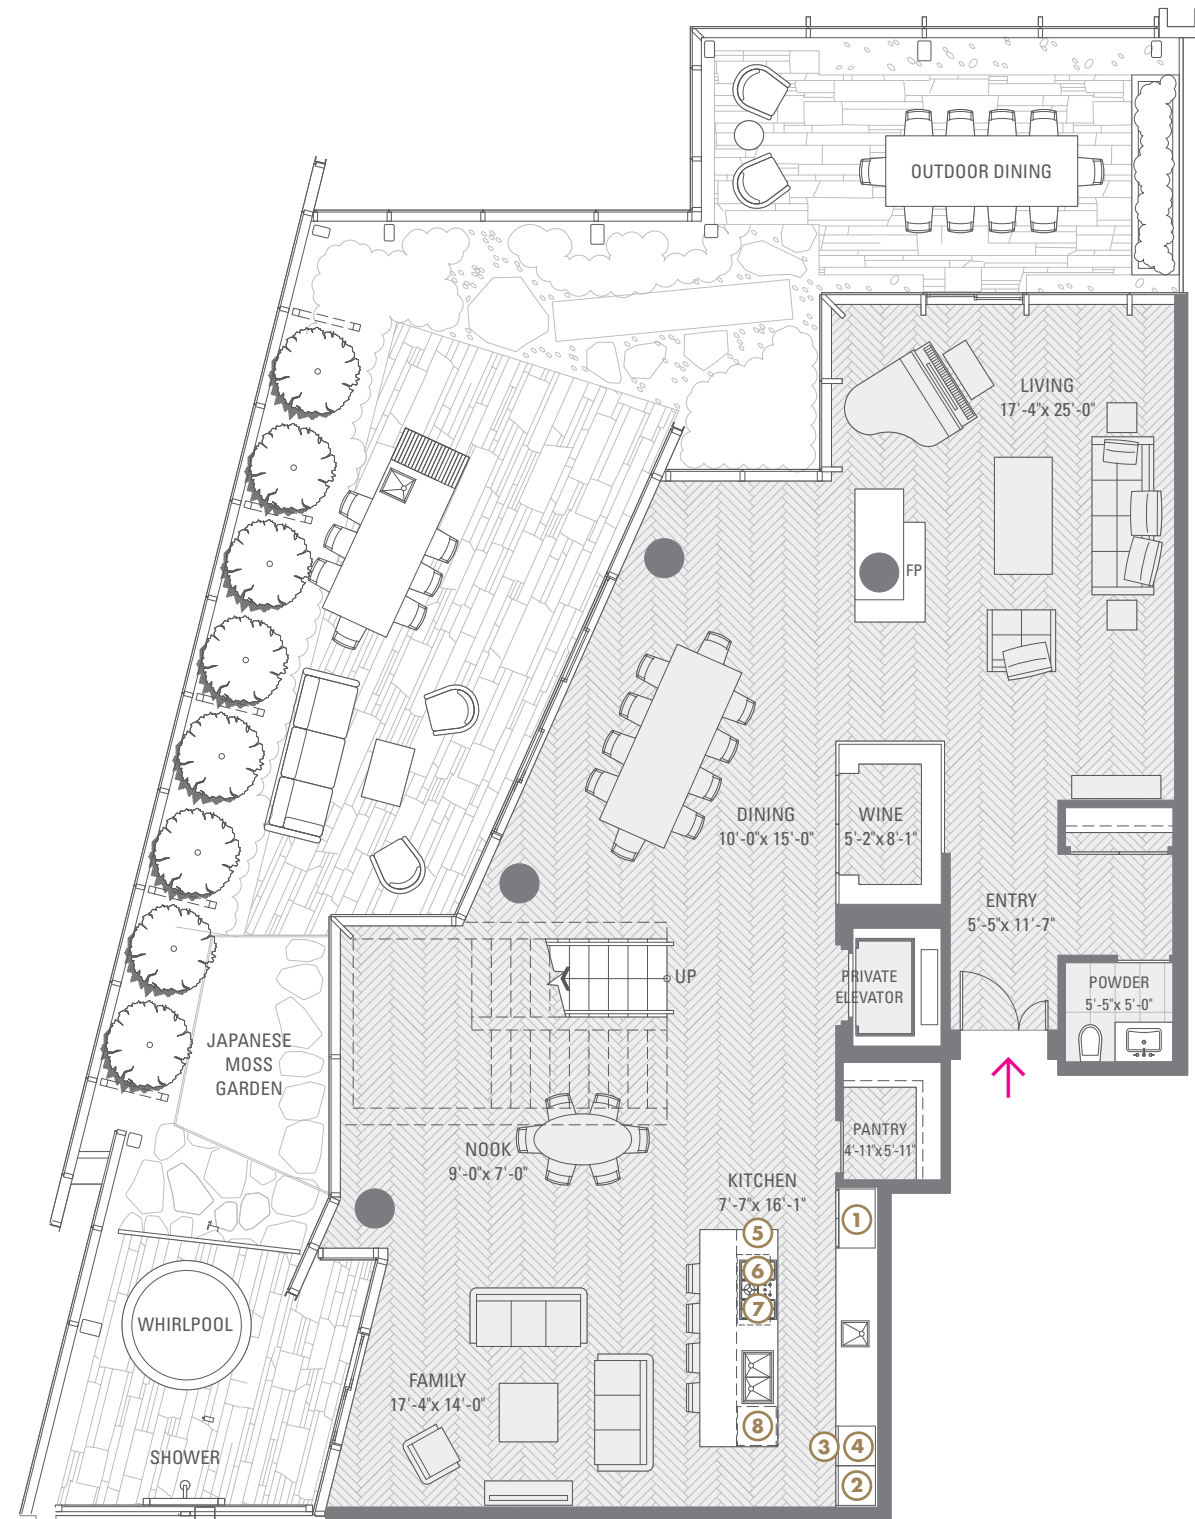 OUTDOOR DINING
LIVING
17'-4"x 25'-0"
FP
DINING
10'-0"x 15'-0"
WINE
5'-2"x 8'-1"
ENTRY
5'-5"x 11'-7"
UP
PRIVATE
ELEVATOR
POWDER
5'-5"x 5'-0"
JAPANESE
MOSS
GARDEN
PANTRY
4'-11"x 5'-11"
NOOK
9'-0"x 7'-0"
KITCHEN
7'-7"x 16'-1"
1
5
6
7
WHIRLPOOL
FAMILY
17'-4"x 14'-0"
8
3
4
2
SHOWER